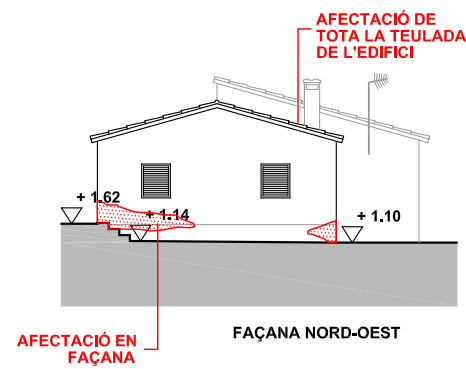 AFECTACIÓ DE
TOTA LA TEULADA
DE L'EDIFICI
+ 1.62
+ 1.14
+ 1.10
FAÇANA NORD-OEST
AFECTACIÓ EN
FAÇANA